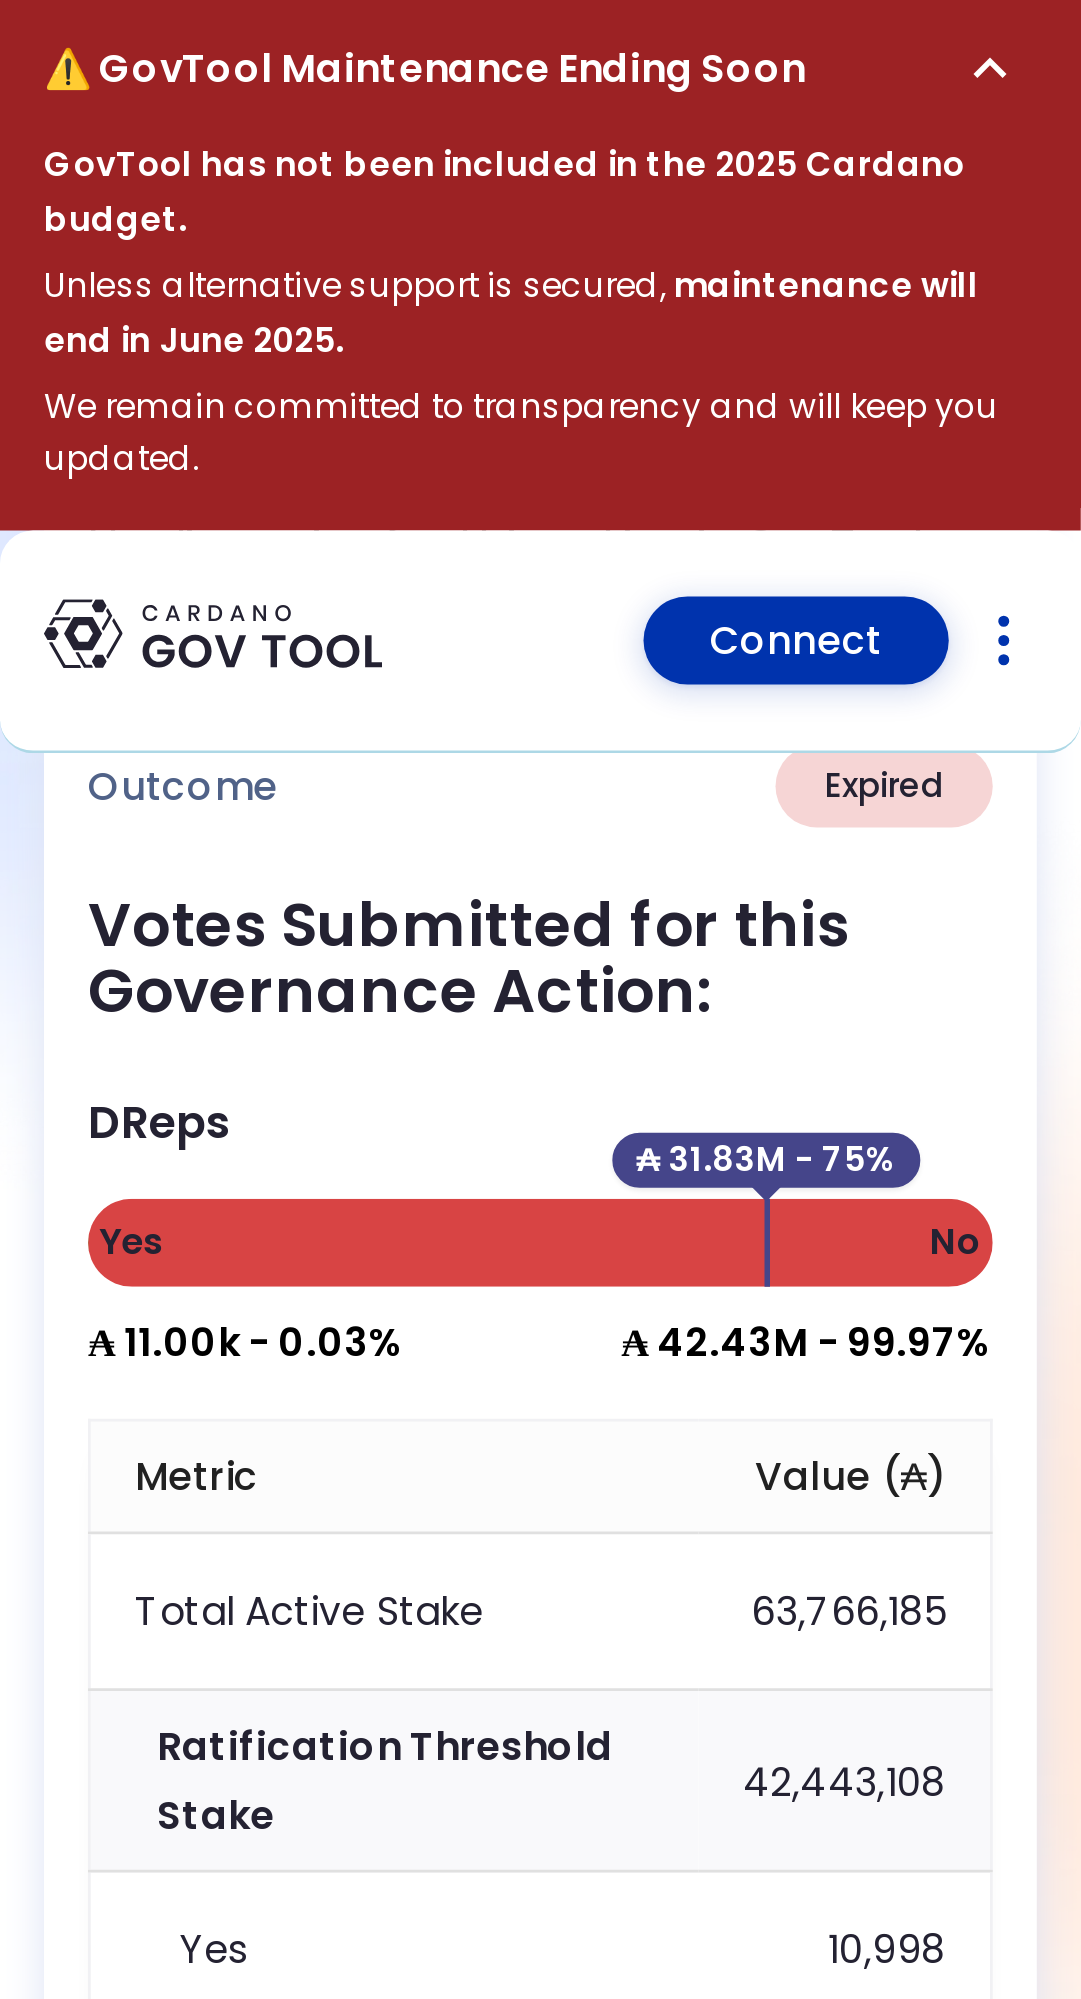 ⚠️ GovTool Maintenance Ending Soon
GovTool has not been included in the 2025 Cardano
budget.
Unless alternative support is secured, maintenance will
end in June 2025.
We remain committed to transparency and will keep you
updated.
CARDANO
GOV TOOL
Connect
Outcome
Expired
Votes Submitted for this
Governance Action:
DReps
₳ 31.83M - 75%
Yes
No
₳ 11.00k - 0.03%
₳ 42.43M - 99.97%
Metric
Value (₳)
Total Active Stake
63,766,185
Ratification Threshold
Stake
42,443,108
Yes
10,998